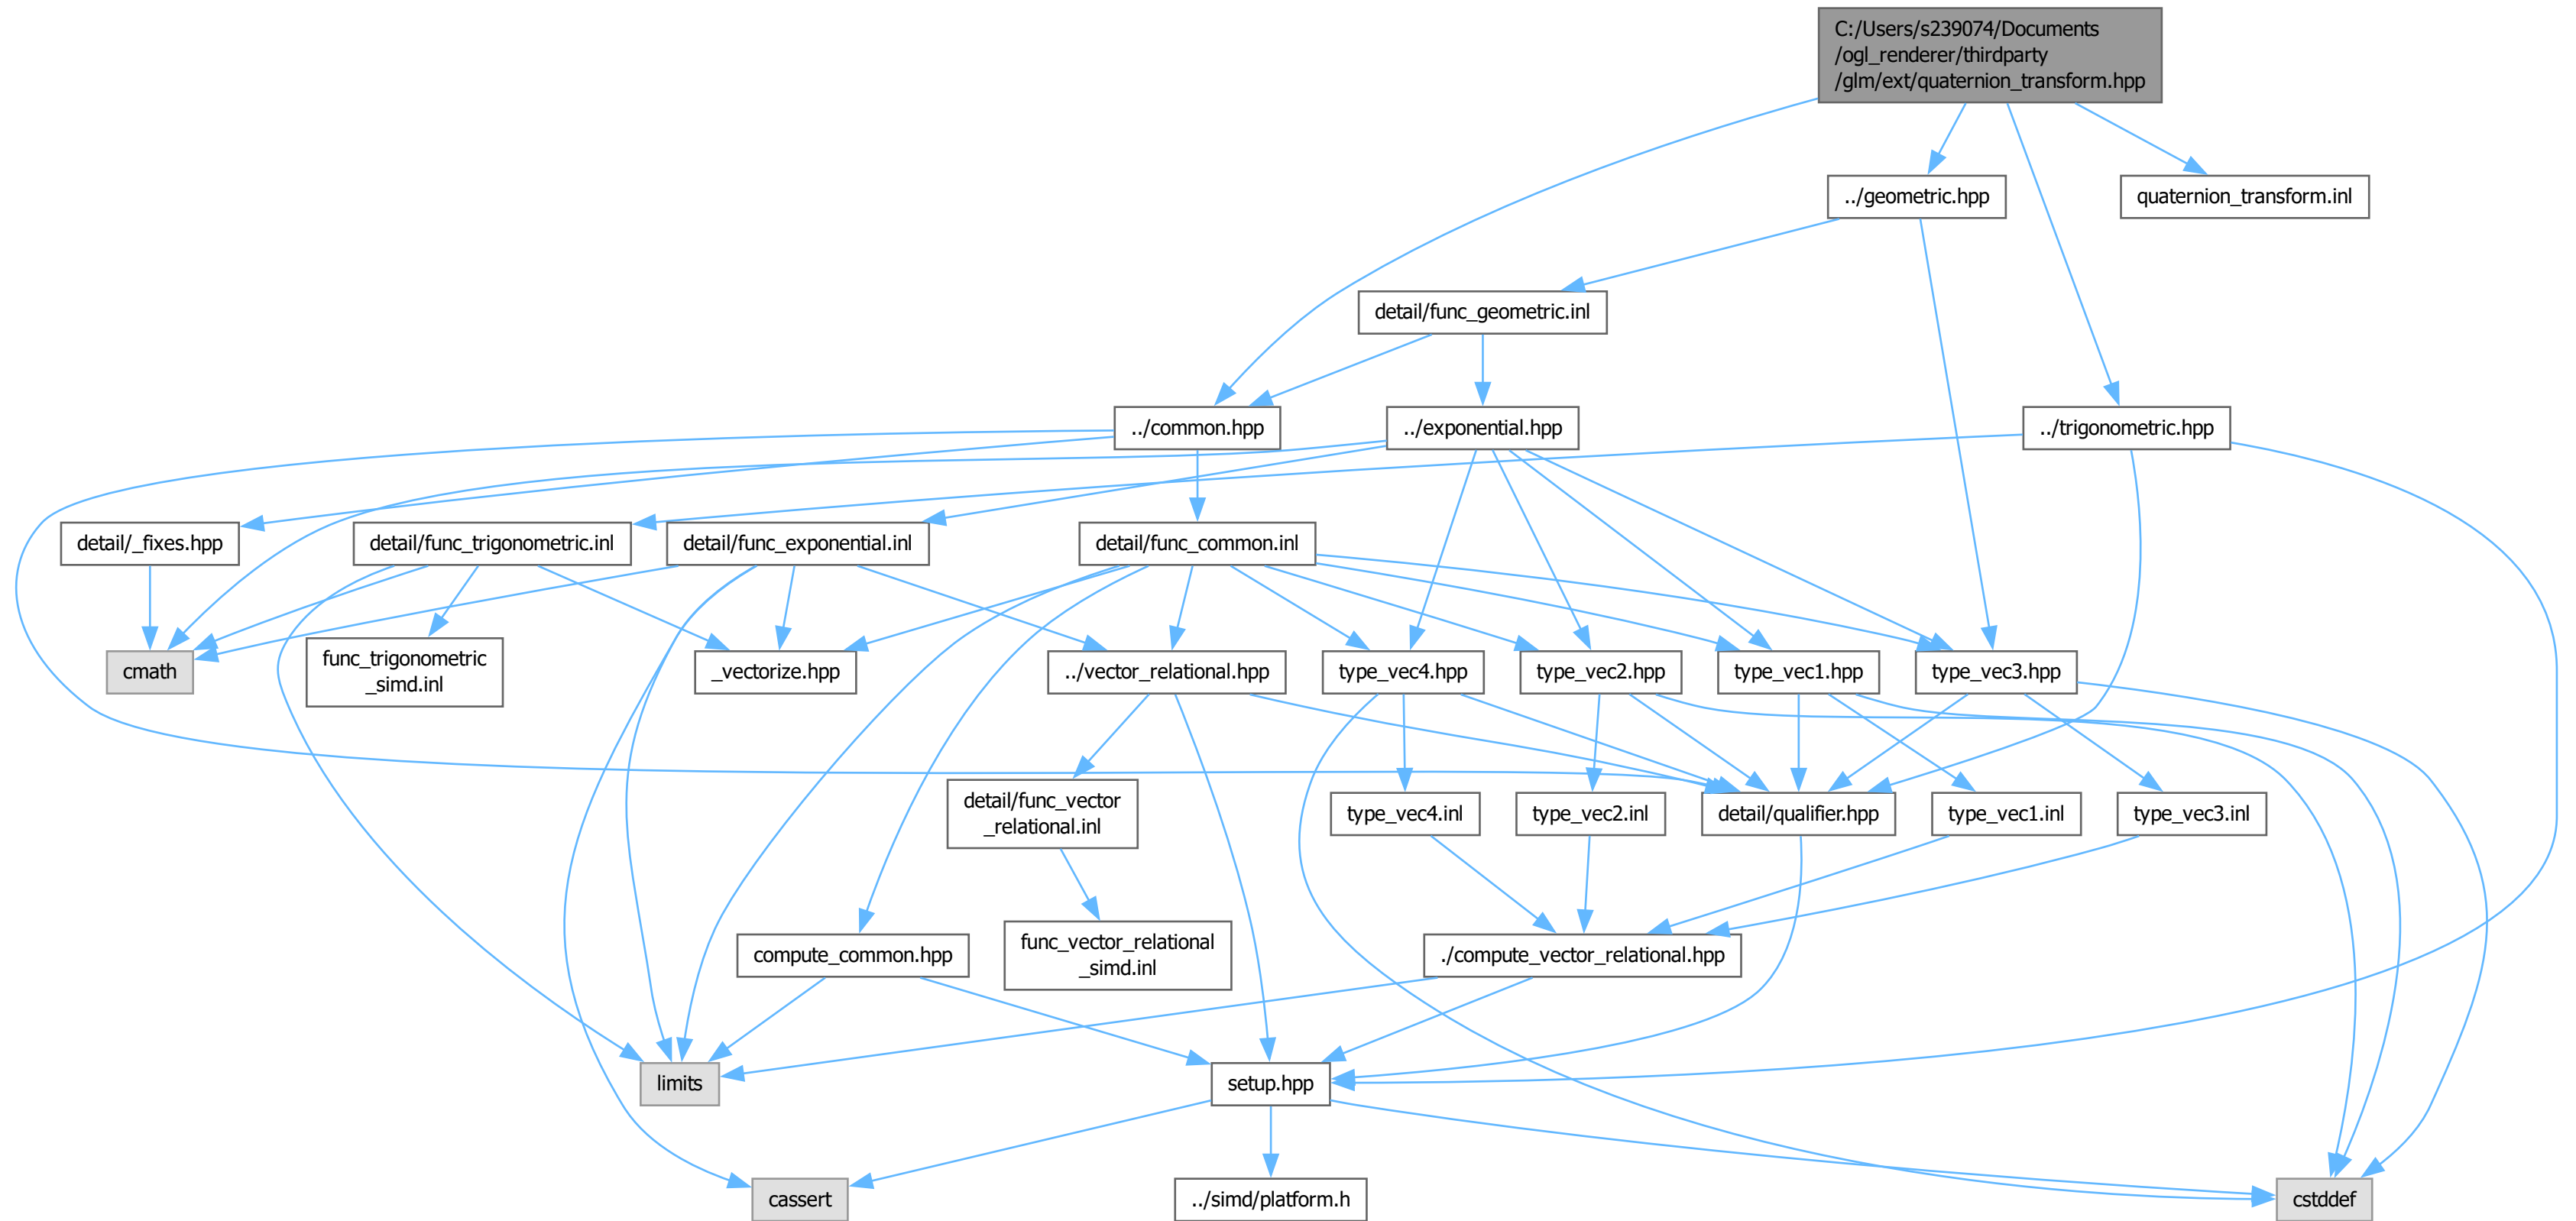 C:/Users/s239074/Documents
/ogl_renderer/thirdparty
/glm/ext/quaternion_transform.hpp
../geometric.hpp
quaternion_transform.inl
detail/func_geometric.inl
../common.hpp
../exponential.hpp
../trigonometric.hpp
detail/_fixes.hpp
detail/func_trigonometric.inl
detail/func_exponential.inl
detail/func_common.inl
cmath
func_trigonometric
_simd.inl
_vectorize.hpp
../vector_relational.hpp
type_vec4.hpp
type_vec2.hpp
type_vec1.hpp
type_vec3.hpp
detail/func_vector
_relational.inl
type_vec4.inl
type_vec2.inl
detail/qualifier.hpp
type_vec1.inl
type_vec3.inl
compute_common.hpp
func_vector_relational
_simd.inl
./compute_vector_relational.hpp
limits
setup.hpp
cassert
../simd/platform.h
cstddef